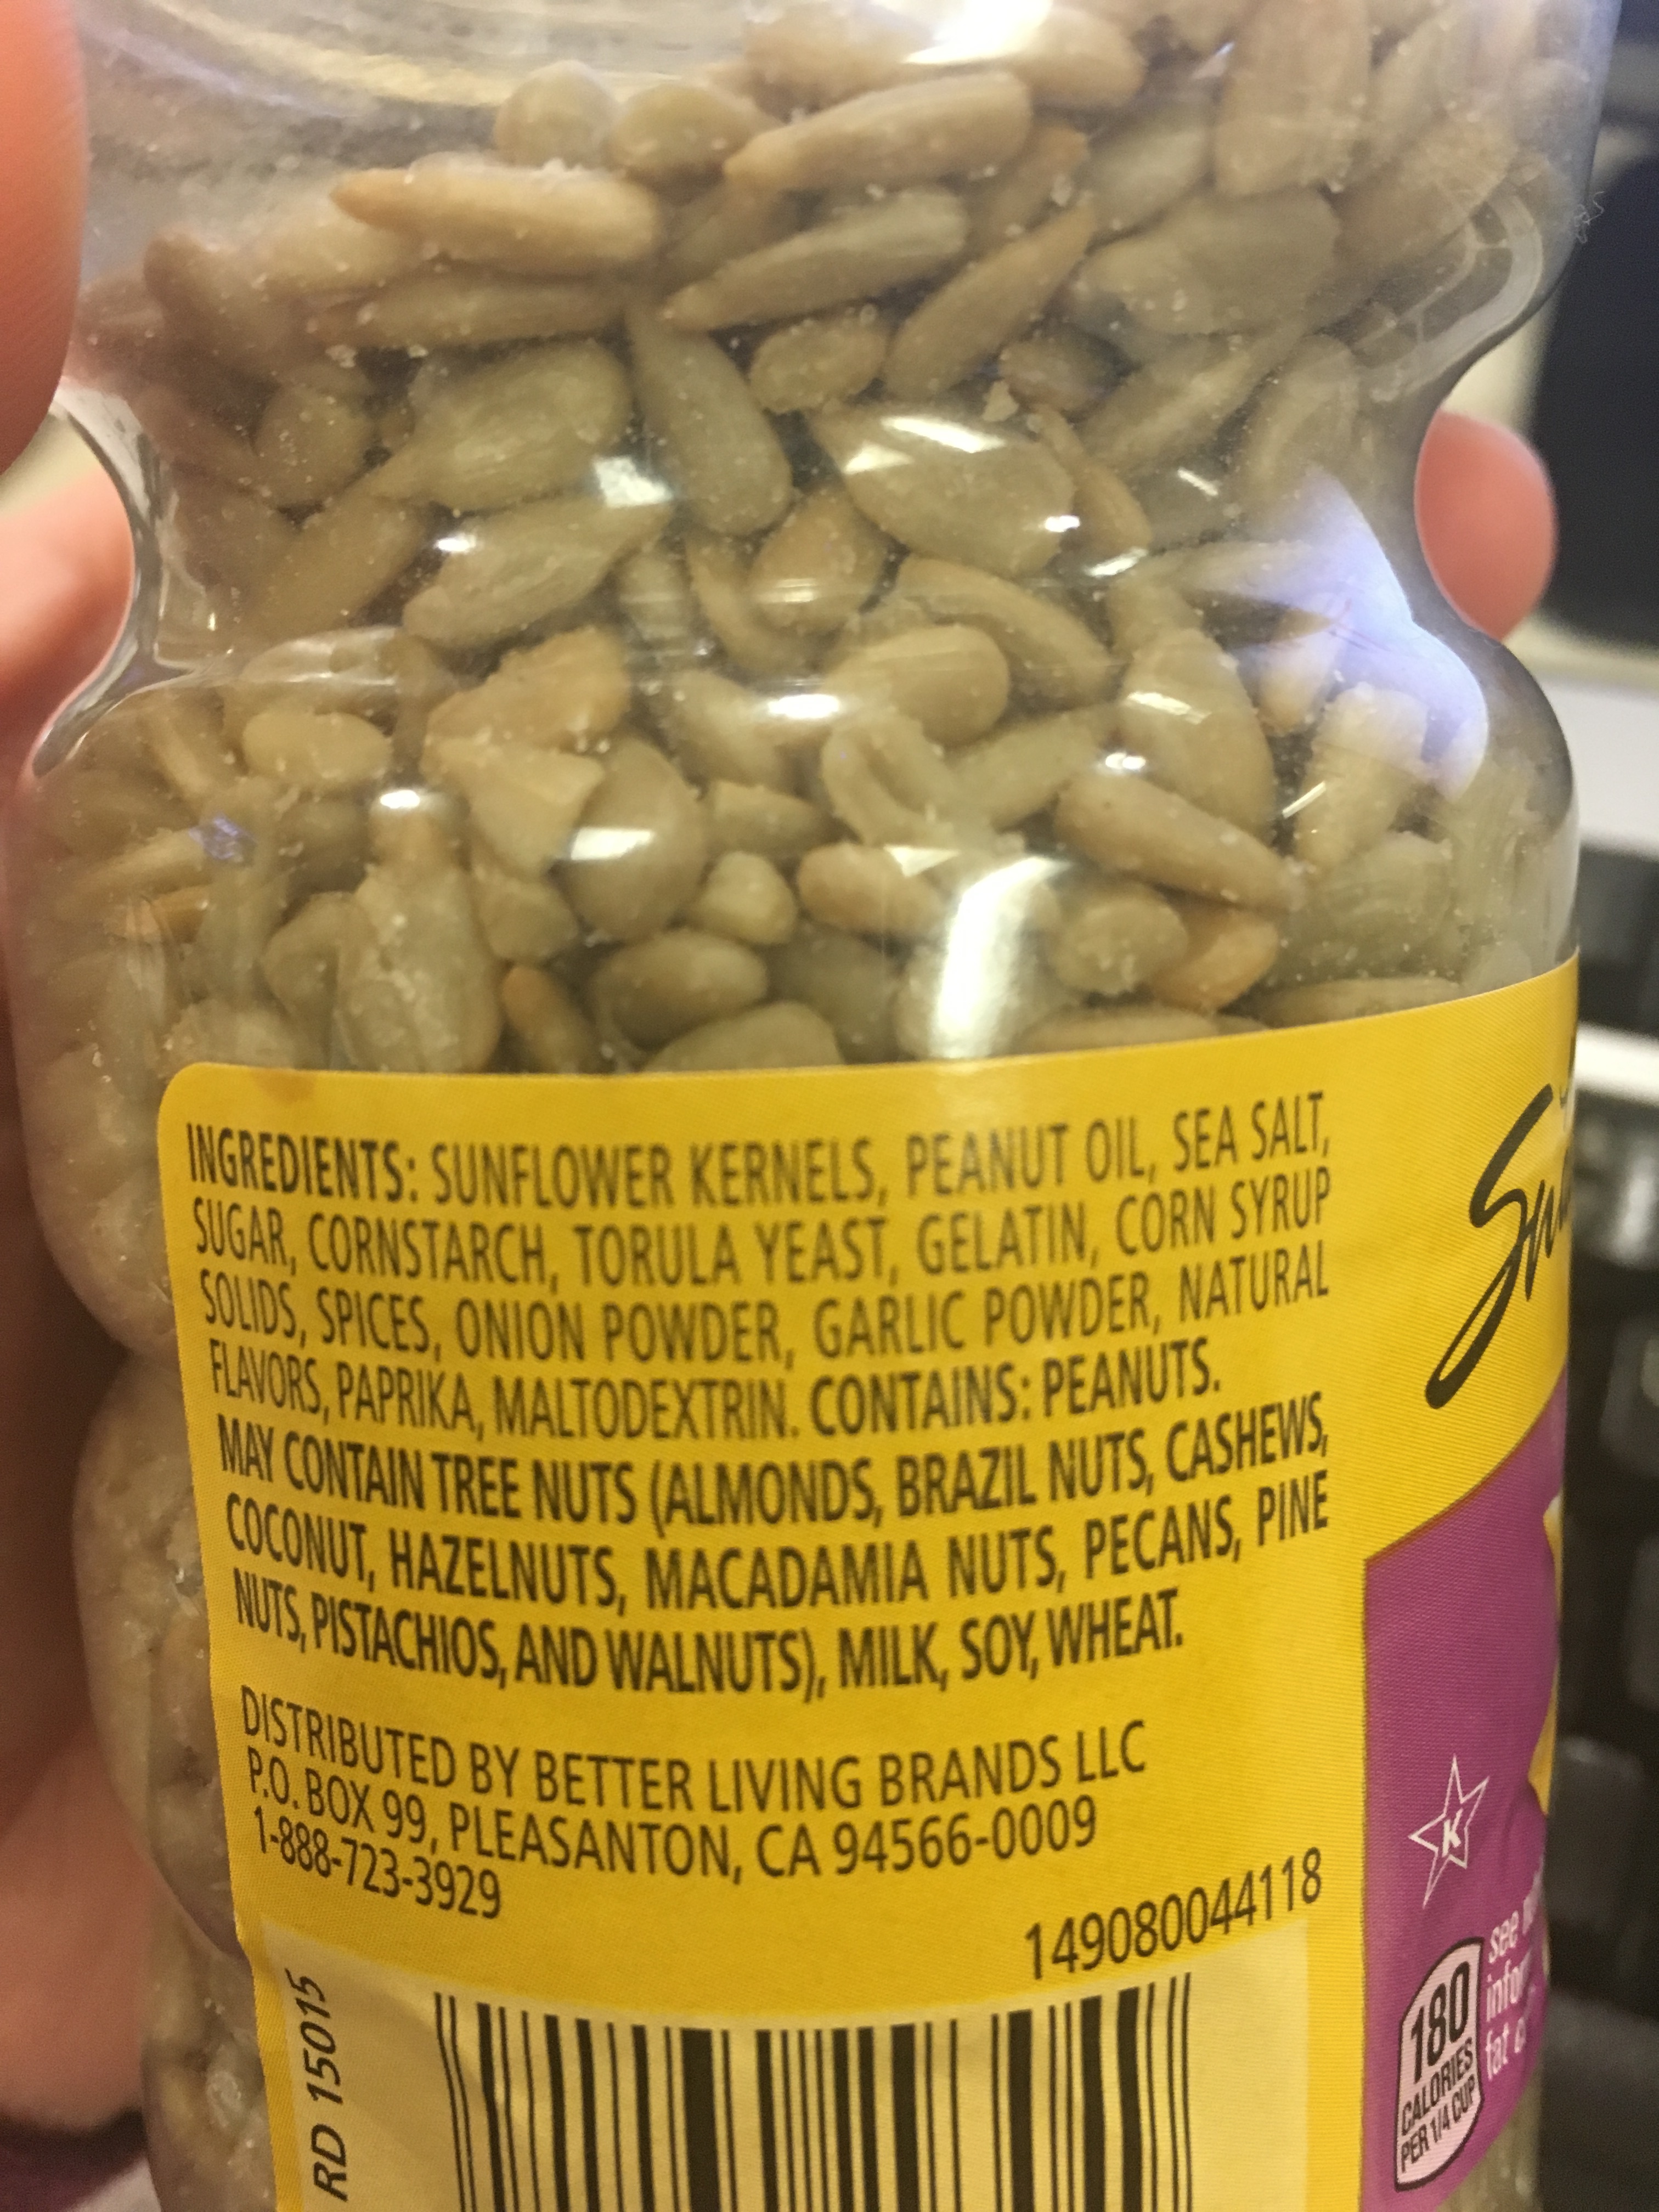 INGREDIENTS: SUNFLOWER KERNELS, PEANUT OIL, SEA SALT,
SUGAR, CORNSTARCH, TORULA YEAST, GELATIN, CORN SYRUP
SOLIDS, SPICES, ONION POWDER, GARLIC POWDER, NATURAL
FLAVORS, PAPRIKA, MALTODEXTRIN. CONTAINS: PEANUTS.
MAY CONTAIN TREE NUTS (ALMONDS, BRAZIL NUTS, CASHEWS,
COCONUT, HAZELNUTS, MACADAMIA NUTS, PECANS, PINE
NUTS, PISTACHIOS, AND WALNUTS), MILK, SOY, WHEAT.
DISTRIBUTED BY BETTER LIVING BRANDS LLC
P.O. BOX 99, PLEASANTON, CA 94566-0009
1-888-723-3929
149080044118
RD 15015
K
180
CALORIES
PER 1/4 CUP
see